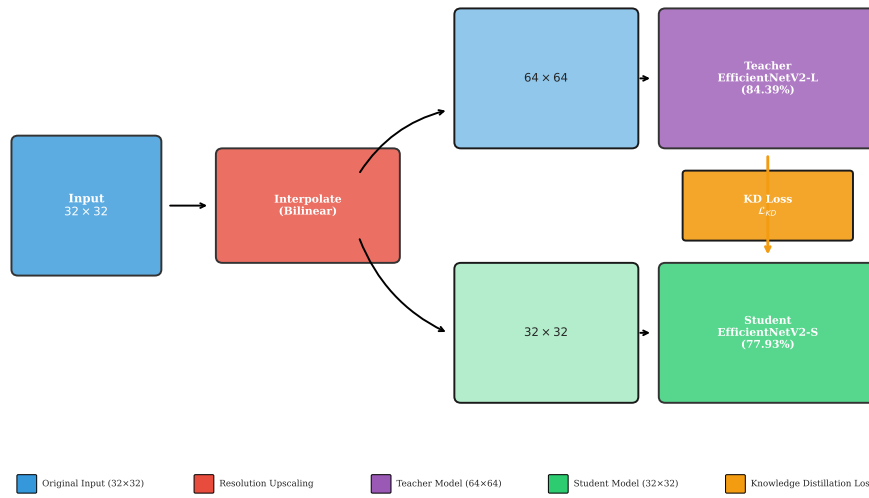 Input
32 × 32
Interpolate
(Bilinear)
64 × 64
Teacher
EfficientNetV2-L
(84.39%)
KD Loss
ℒ_KD
32 × 32
Student
EfficientNetV2-S
(77.93%)
Original Input (32×32)
Resolution Upscaling
Teacher Model (64×64)
Student Model (32×32)
Knowledge Distillation Los